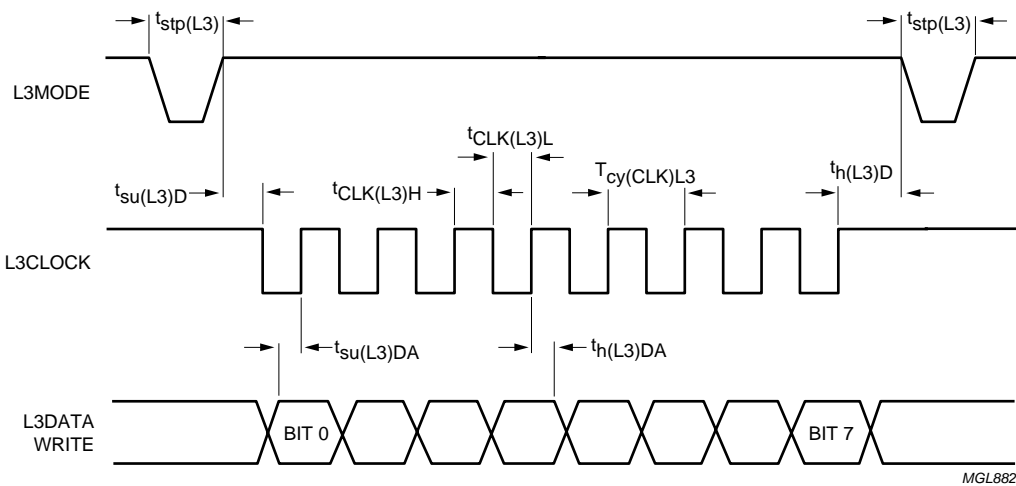 tstp(L3) tstp(L3)
L3MODE
tCLK(L3)L
tsu(L3)D tCLK(L3)H Tcy(CLK)L3 th(L3)D
L3CLOCK
tsu(L3)DA th(L3)DA
L3DATA
WRITE
BIT 0 BIT 7
MGL882